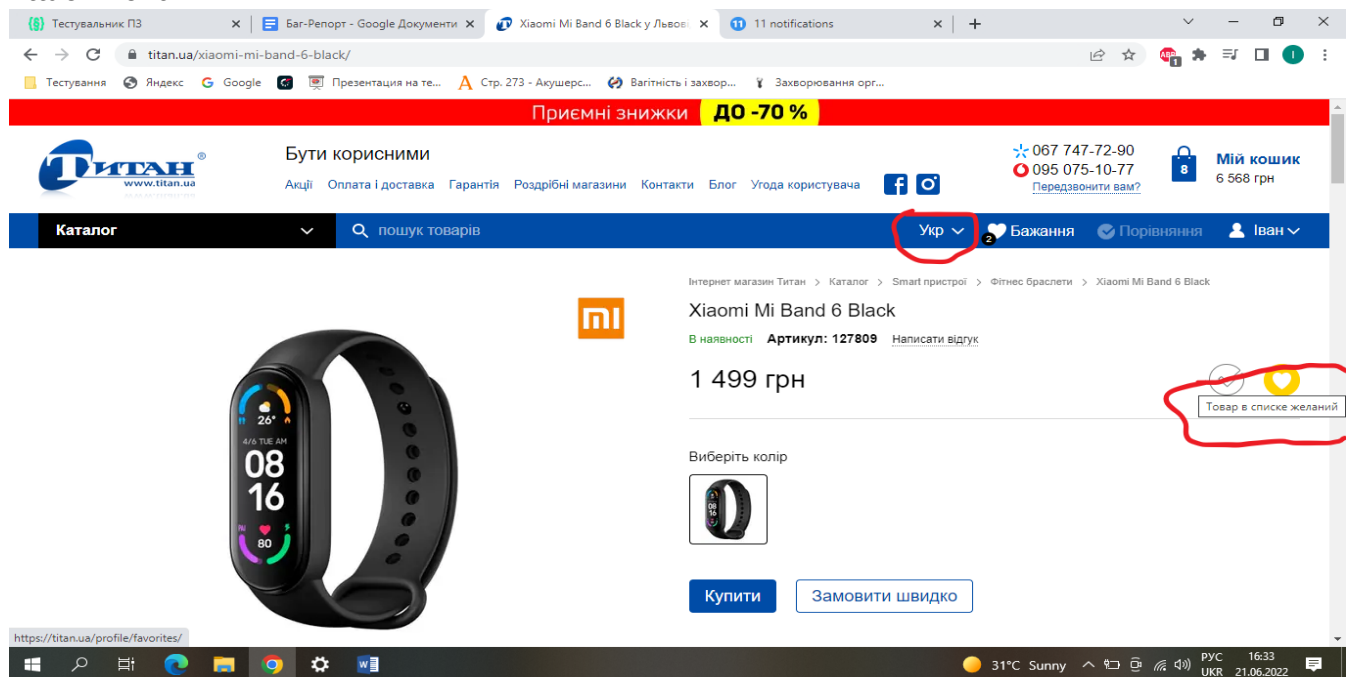 Тестувальник ПЗ
Баг-Репорт - Google Документи
Xiaomi Mi Band 6 Black у Львові
11 notifications
titan.ua/xiaomi-mi-band-6-black/
Тестування Яндекс Google Презентация на те... Стр. 273 - Акушерс... Вагітність і захвор... Захворювання орг...
Приємні знижки ДО -70 %
ТИТАН®
www.titan.ua
Бути корисними
Акції Оплата і доставка Гарантія Роздрібні магазини Контакти Блог Угода користувача
067 747-72-90
095 075-10-77
Передзвонити вам?
8
Мій кошик
6 568 грн
Каталог
пошук товарів
Укр
2 Бажання
Порівняння
Іван
Інтернет магазин Титан > Каталог > Smart пристрої > Фітнес браслети > Xiaomi Mi Band 6 Black
Xiaomi Mi Band 6 Black
В наявності Артикул: 127809 Написати відгук
1 499 грн
Товар в списке желаний
Виберіть колір
26°
4/6 TUE AM
08
16
80
Купити
Замовити швидко
https://titan.ua/profile/favorites/
31°C Sunny
РУС
UKR
16:33
21.06.2022